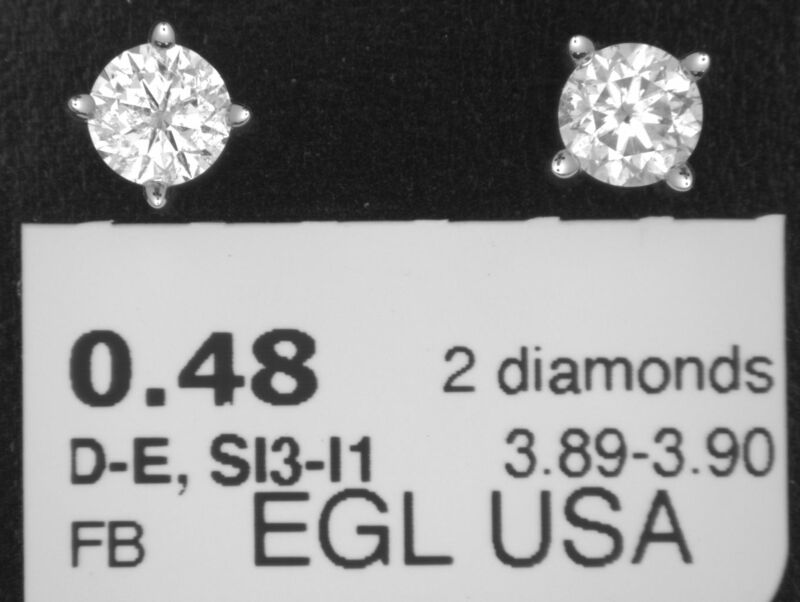 0.48 2 diamonds
D-E, SI3-I1 3.89-3.90
FB EGL USA